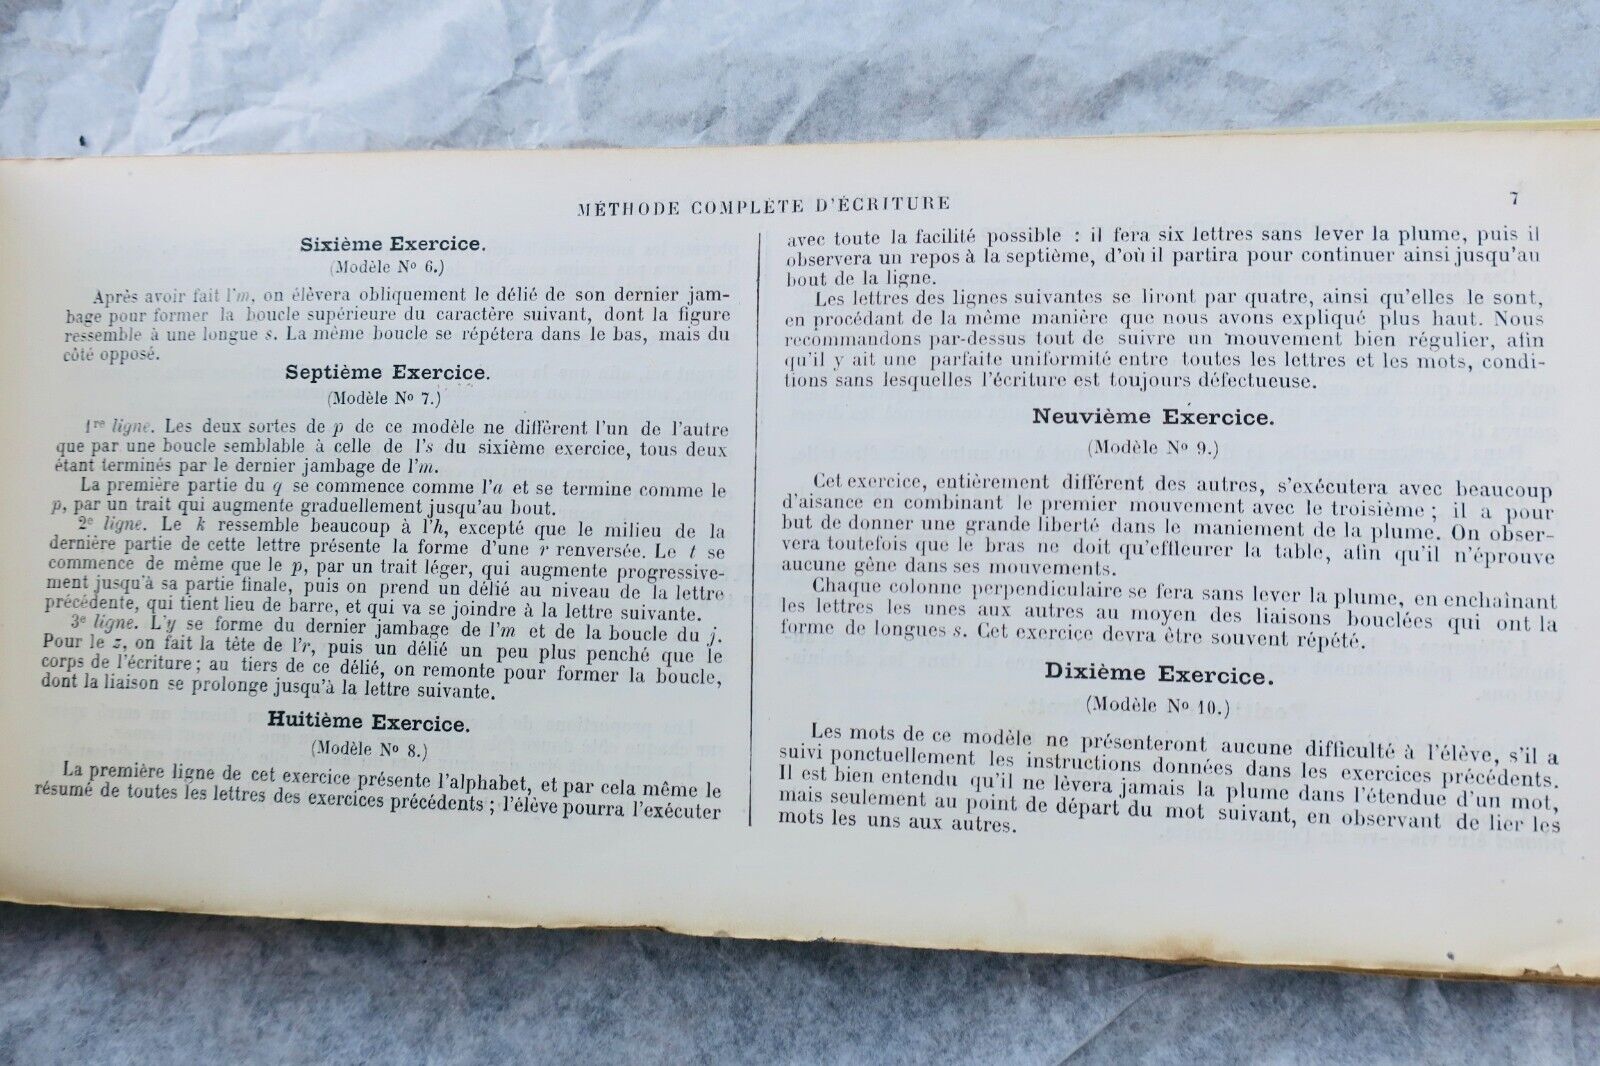 MÉTHODE COMPLÈTE D'ÉCRITURE
7
Sixième Exercice.
(Modèle No 6.)
Après avoir fait l'm, on élèvera obliquement le délié de son dernier jam-
bage pour former la boucle supérieure du caractère suivant, dont la figure
ressemble à une longue s. La même boucle se répétera dans le bas, mais du
côté opposé.
Septième Exercice.
(Modèle No 7.)
1re ligne. Les deux sortes de p de ce modèle ne diffèrent l'un de l'autre
que par une boucle semblable à celle de l's du sixième exercice, tous deux
étant terminés par le dernier jambage de l'm.
La première partie du q se commence comme l'a et se termine comme le
p, par un trait qui augmente graduellement jusqu'au bout.
2e ligne. Le k ressemble beaucoup à l'h, excepté que le milieu de la
dernière partie de cette lettre présente la forme d'une r renversée. Le t se
commence de même que le p, par un trait léger, qui augmente progressive-
ment jusqu'à sa partie finale, puis on prend un délié au niveau de la lettre
précédente, qui tient lieu de barre, et qui va se joindre à la lettre suivante.
3e ligne. L'y se forme du dernier jambage de l'm et de la boucle du j.
Pour le z, on fait la tête de l'r, puis un délié un peu plus penché que le
corps de l'écriture; au tiers de ce délié, on remonte pour former la boucle,
dont la liaison se prolonge jusqu'à la lettre suivante.
Huitième Exercice.
(Modèle No 8.)
La première ligne de cet exercice présente l'alphabet, et par cela même le
résumé de toutes les lettres des exercices précédents; l'élève pourra l'exécuter
avec toute la facilité possible : il fera six lettres sans lever la plume, puis il
observera un repos à la septième, d'où il partira pour continuer ainsi jusqu'au
bout de la ligne.
Les lettres des lignes suivantes se liront par quatre, ainsi qu'elles le sont,
en procédant de la même manière que nous avons expliqué plus haut. Nous
recommandons par-dessus tout de suivre un mouvement bien régulier, afin
qu'il y ait une parfaite uniformité entre toutes les lettres et les mots, condi-
tions sans lesquelles l'écriture est toujours défectueuse.
Neuvième Exercice.
(Modèle No 9.)
Cet exercice, entièrement différent des autres, s'exécutera avec beaucoup
d'aisance en combinant le premier mouvement avec le troisième; il a pour
but de donner une grande liberté dans le maniement de la plume. On obser-
vera toutefois que le bras ne doit qu'effleurer la table, afin qu'il n'éprouve
aucune gêne dans ses mouvements.
Chaque colonne perpendiculaire se fera sans lever la plume, en enchaînant
les lettres les unes aux autres au moyen des liaisons bouclées qui ont la
forme de longues s. Cet exercice devra être souvent répété.
Dixième Exercice.
(Modèle No 10.)
Les mots de ce modèle ne présenteront aucune difficulté à l'élève, s'il a
suivi ponctuellement les instructions données dans les exercices précédents.
Il est bien entendu qu'il ne lèvera jamais la plume dans l'étendue d'un mot,
mais seulement au point de départ du mot suivant, en observant de lier les
mots les uns aux autres.